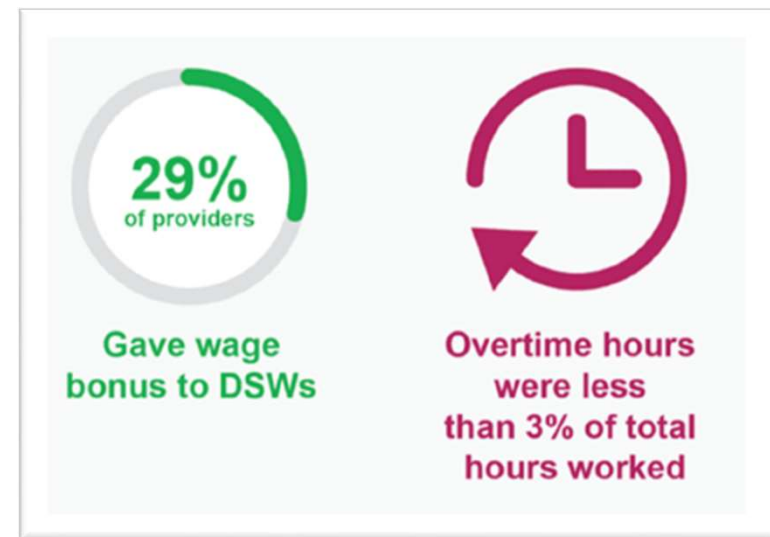 29%
of providers
Gave wage
bonus to DSWs
Overtime hours
were less
than 3% of total
hours worked